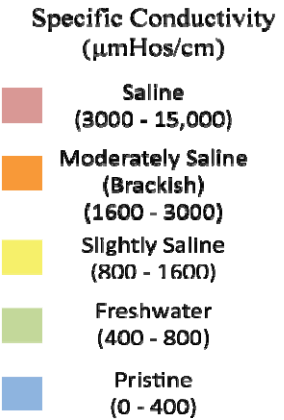 Specific Conductivity
(µmHos/cm)
Saline
(3000 - 15,000)
Moderately Saline
(Brackish)
(1600 - 3000)
Slightly Saline
(800 - 1600)
Freshwater
(400 - 800)
Pristine
(0 - 400)